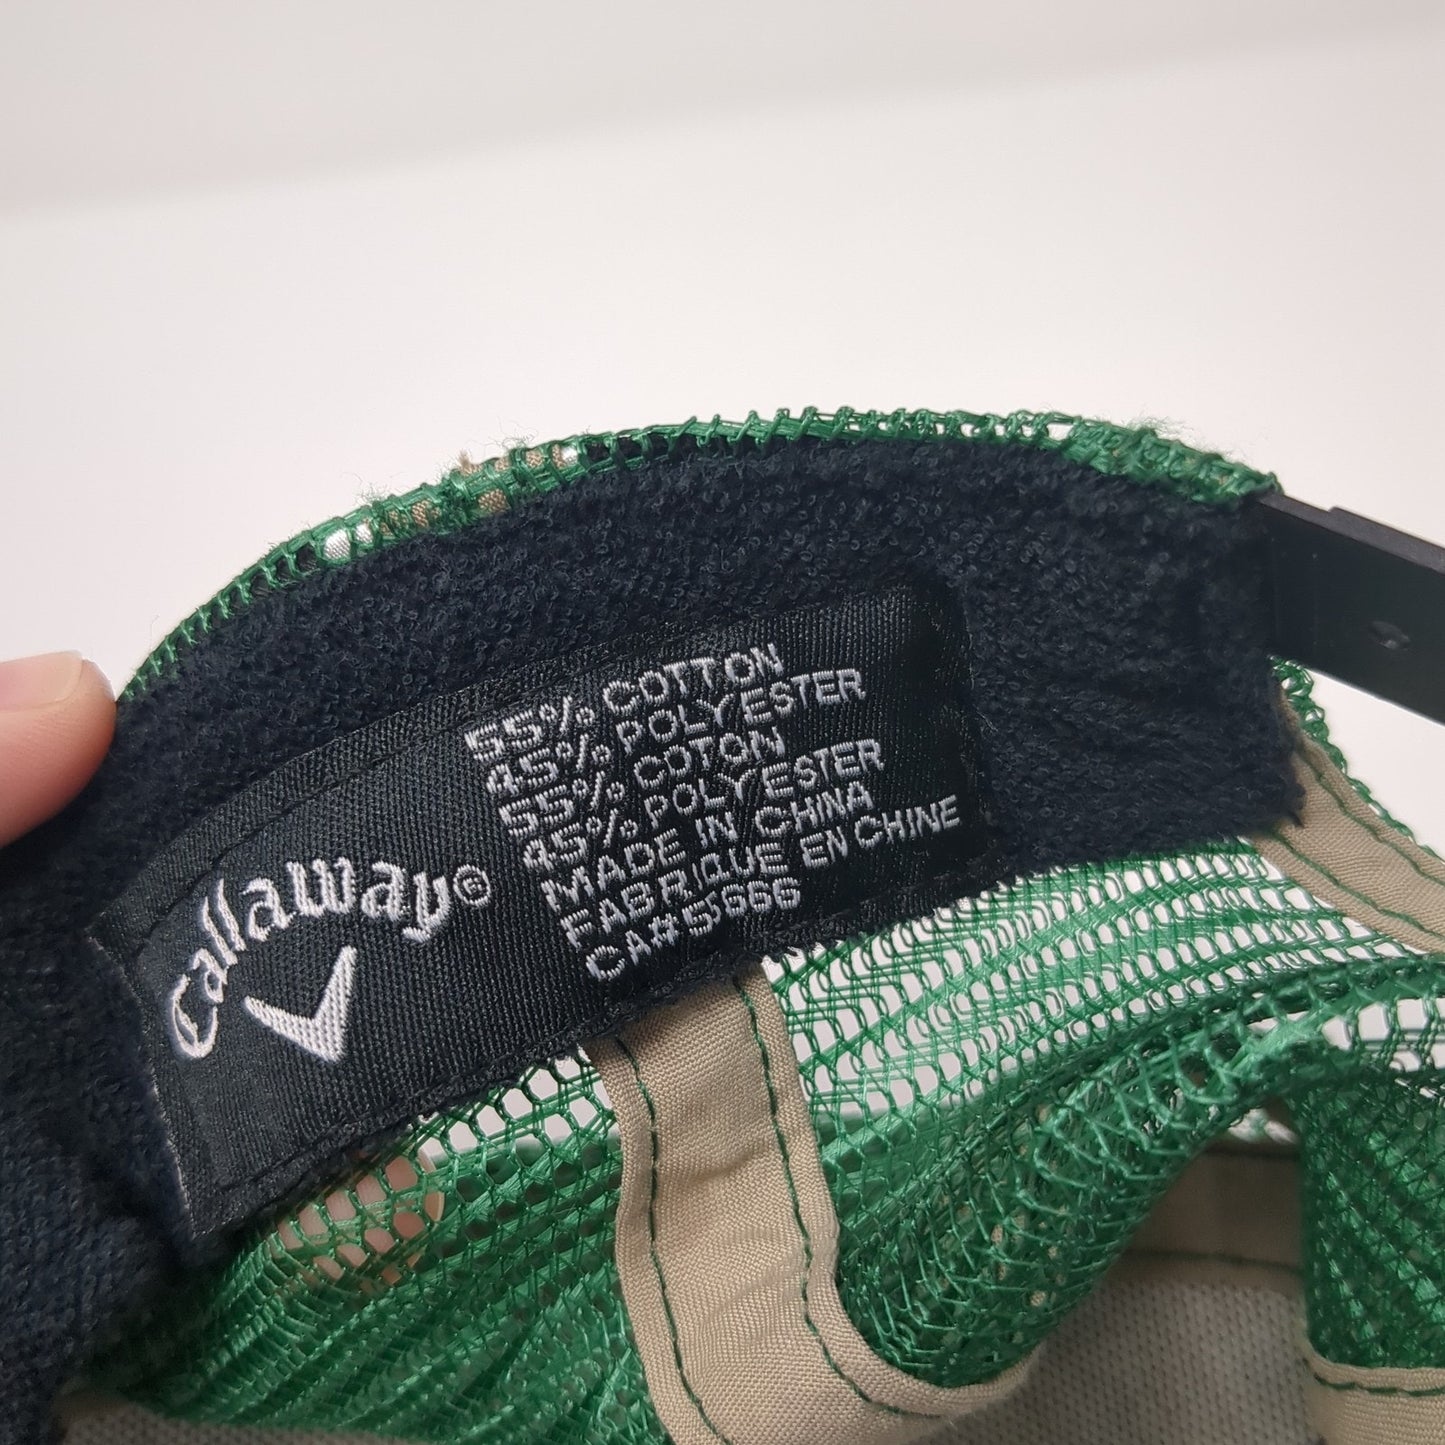 Callaway®
55% COTTON
45% POLYESTER
55% COTON
45% POLYESTER
MADE IN CHINA
FABRIQUE EN CHINE
CA#55666